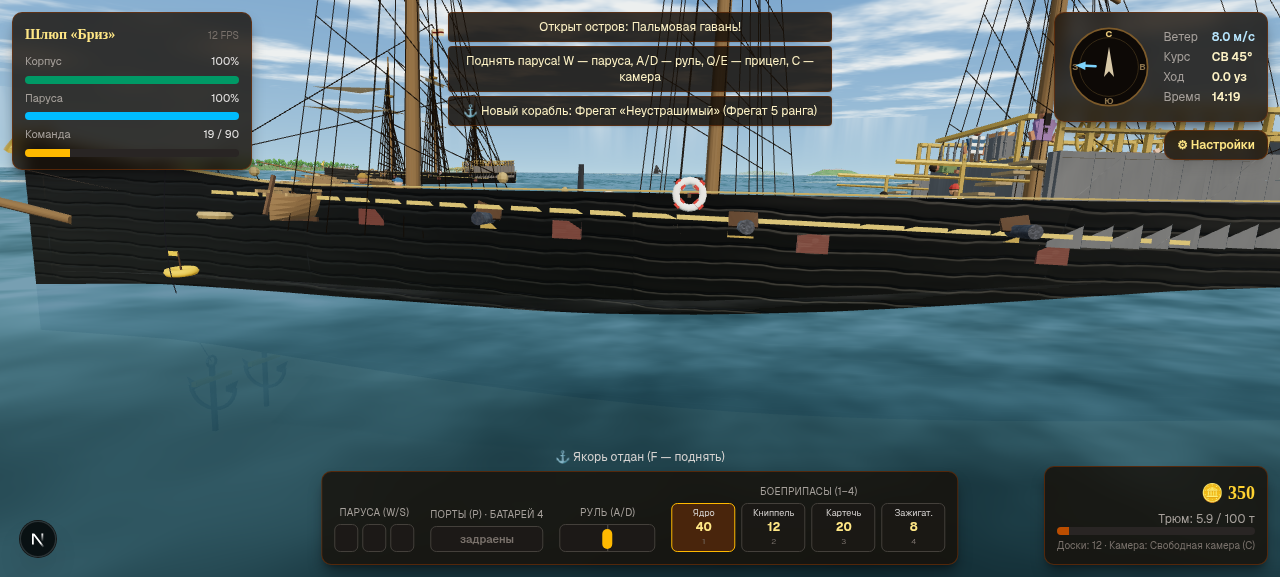 Шлюп «Бриз»
12 FPS
Корпус 100%
Паруса 100%
Команда 19 / 90
Открыт остров: Пальмовая гавань!
Поднять паруса! W — паруса, A/D — руль, Q/E — прицел, C —
камера
⚓ Новый корабль: Фрегат «Неустрашимый» (Фрегат 5 ранга)
С
З
В
Ю
Ветер 8.0 м/с
Курс СВ 45°
Ход 0.0 уз
Время 14:19
⚙ Настройки
⚓ Якорь отдан (F — поднять)
ПАРУСА (W/S)
ПОРТЫ (P) · БАТАРЕЙ 4
задраены
РУЛЬ (A/D)
БОЕПРИПАСЫ (1–4)
Ядро
40
1
Книппель
12
2
Картечь
20
3
Зажигат.
8
4
350
Трюм: 5.9 / 100 т
Доски: 12 · Камера: Свободная камера (C)
N